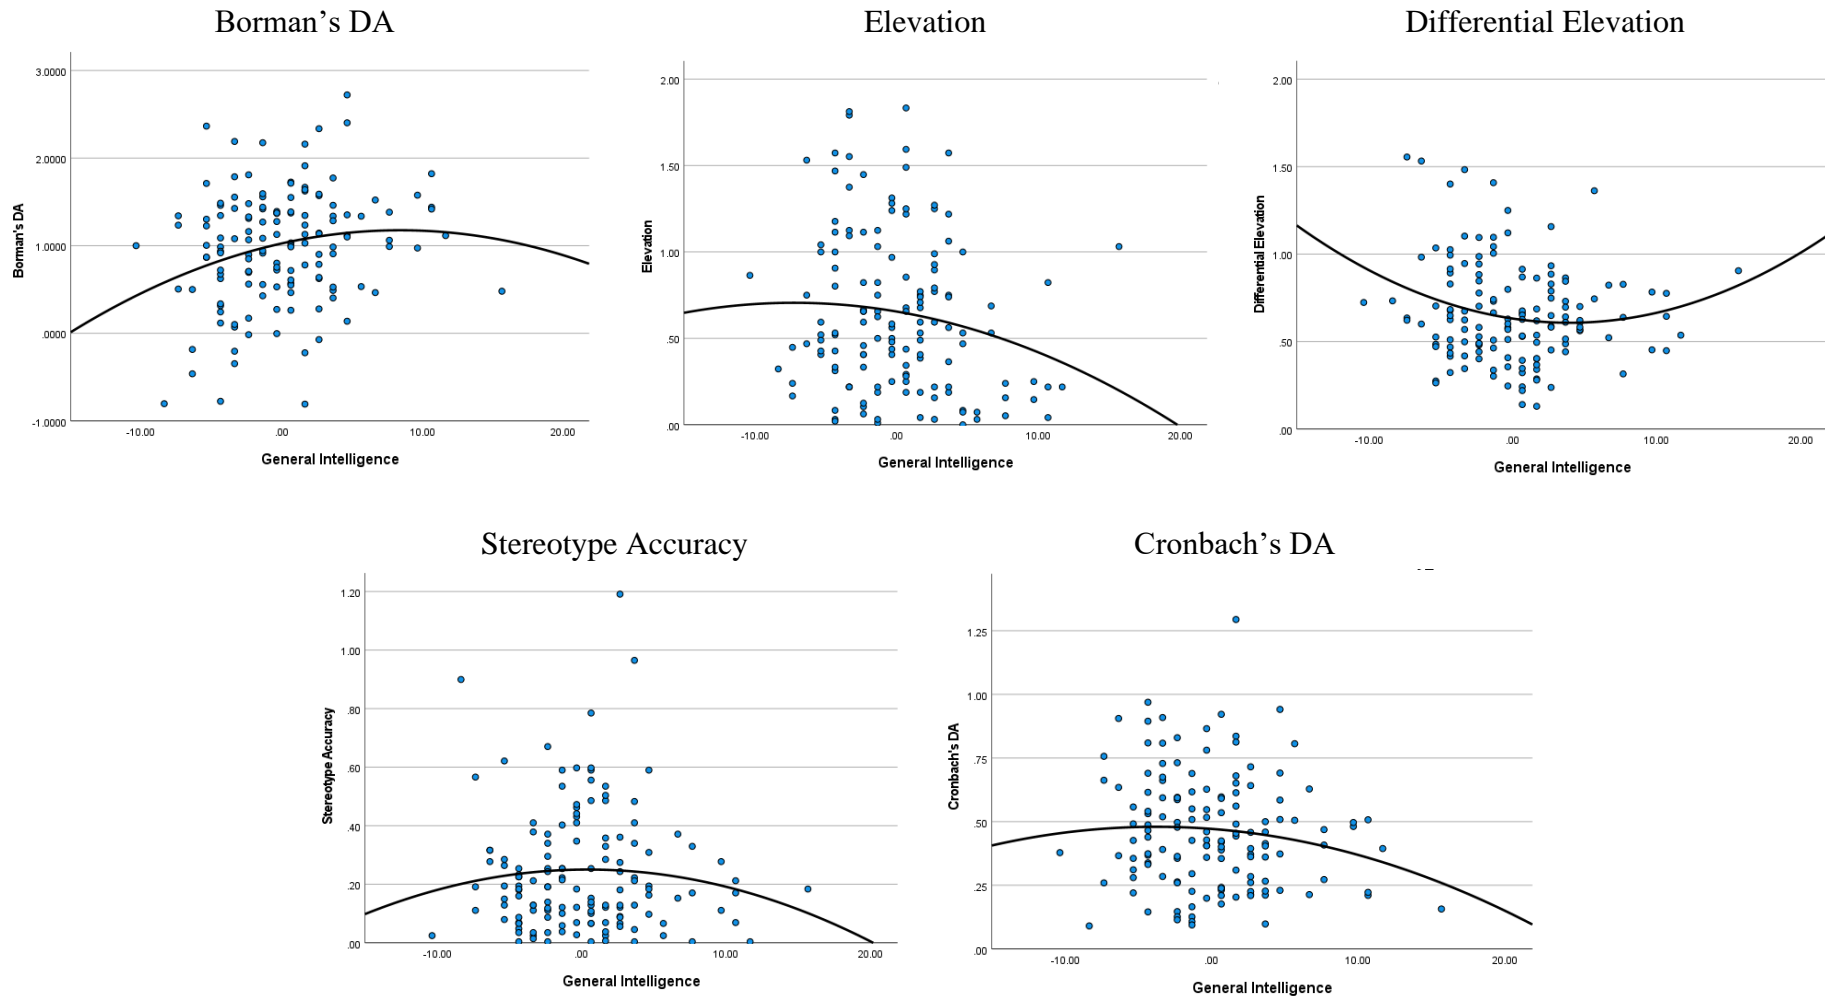 Borman’s DA
Elevation
Differential Elevation
3.0000
2.0000
1.0000
.0000
-1.0000
Borman's DA
-10.00 .00 10.00 20.00
General Intelligence
2.00
1.50
1.00
.50
.00
Elevation
-10.00 .00 10.00 20.00
General Intelligence
2.00
1.50
1.00
.50
.00
Differential Elevation
-10.00 .00 10.00 20.00
General Intelligence
Stereotype Accuracy
Cronbach’s DA
1.20
1.00
.80
.60
.40
.20
.00
Stereotype Accuracy
-10.00 .00 10.00 20.00
General Intelligence
1.25
1.00
.75
.50
.25
.00
Cronbach's DA
-10.00 .00 10.00 20.00
General Intelligence